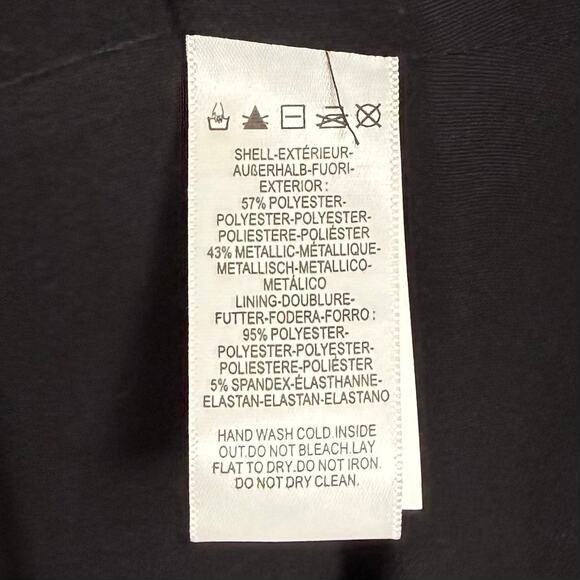 SHELL-EXTÉRIEUR-
AUßERHALB-FUORI-
EXTERIOR :
57% POLYESTER-
POLYESTER-POLYESTER-
POLIESTERE-POLIÉSTER
43% METALLIC-MÉTALLIQUE-
METALLISCH-METALLICO-
METÁLICO
LINING-DOUBLURE-
FUTTER-FODERA-FORRO :
95% POLYESTER-
POLYESTER-POLYESTER-
POLIESTERE-POLIÉSTER
5% SPANDEX-ÉLASTHANNE-
ELASTAN-ELASTAN-ELASTANO
HAND WASH COLD.INSIDE
OUT.DO NOT BLEACH.LAY
FLAT TO DRY.DO NOT IRON.
DO NOT DRY CLEAN.